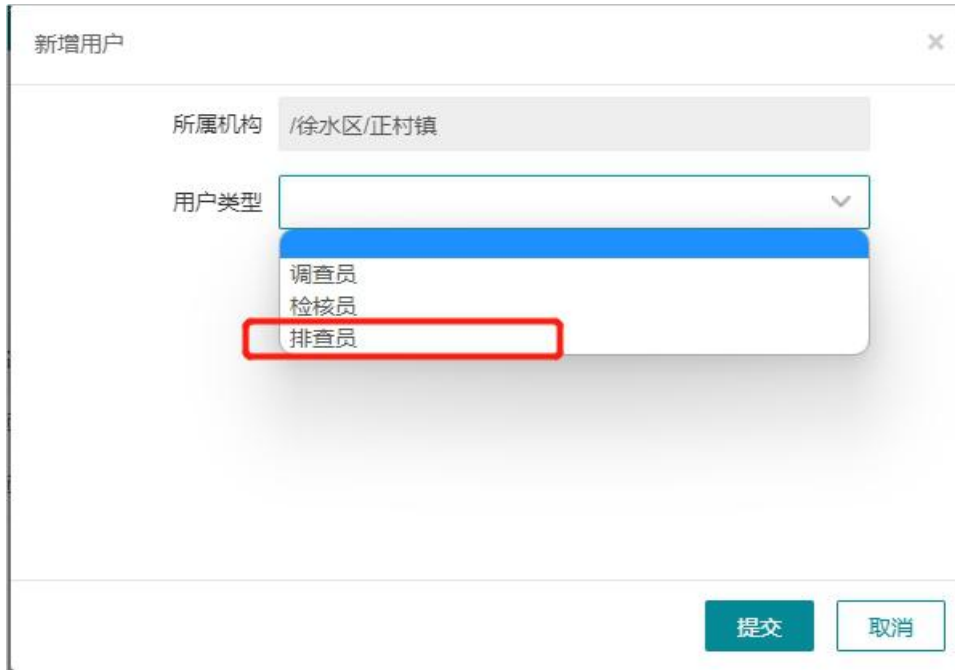 新增用户
所属机构 /徐水区/正村镇
用户类型
调查员
检核员
排查员
提交 取消